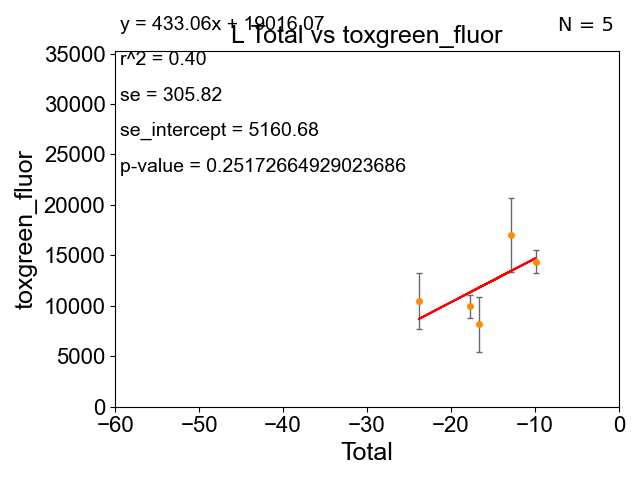 y = 433.06x + 19016.07
N = 5
L Total vs toxgreen_fluor
r^2 = 0.40
se = 305.82
se_intercept = 5160.68
p-value = 0.25172664929023686
35000
30000
25000
20000
15000
10000
5000
0
toxgreen_fluor
−60 −50 −40 −30 −20 −10 0
Total